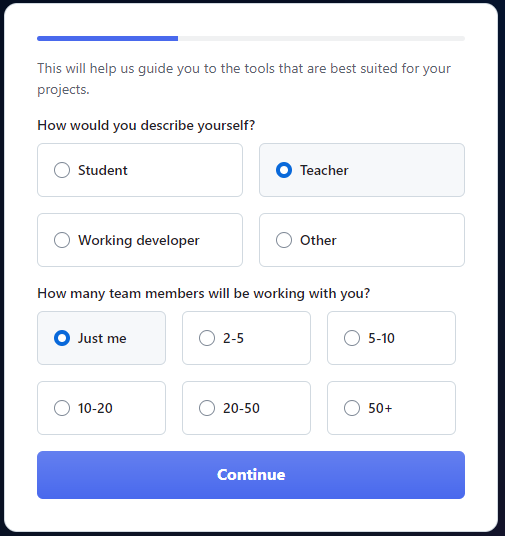 This will help us guide you to the tools that are best suited for your
projects.
How would you describe yourself?
Student
Teacher
Working developer
Other
How many team members will be working with you?
Just me
2-5
5-10
10-20
20-50
50+
Continue